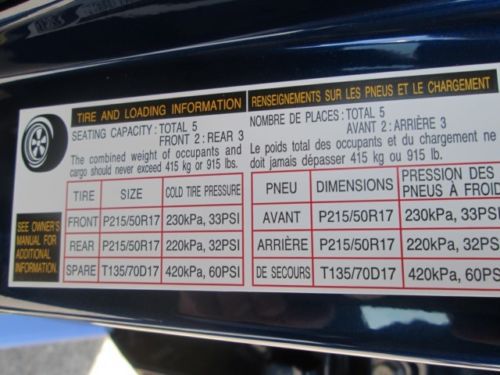 TIRE AND LOADING INFORMATION
SEATING CAPACITY: TOTAL 5
FRONT 2: REAR 3
The combined weight of occupants and
cargo should never exceed 415 kg or 915 lbs.
TIRE SIZE COLD TIRE PRESSURE
FRONT P215/50R17 230kPa, 33PSI
REAR P215/50R17 220kPa, 32PSI
SPARE T135/70D17 420kPa, 60PSI
SEE OWNER'S
MANUAL FOR
ADDITIONAL
INFORMATION.
RENSEIGNEMENTS SUR LES PNEUS ET LE CHARGEMENT
NOMBRE DE PLACES: TOTAL 5
AVANT 2: ARRIÈRE 3
Le poids total des occupants et du chargement ne
doit jamais dépasser 415 kg ou 915 lb.
PNEU DIMENSIONS PRESSION DES
PNEUS À FROID
AVANT P215/50R17 230kPa, 33PSI
ARRIÈRE P215/50R17 220kPa, 32PSI
DE SECOURS T135/70D17 420kPa, 60PSI